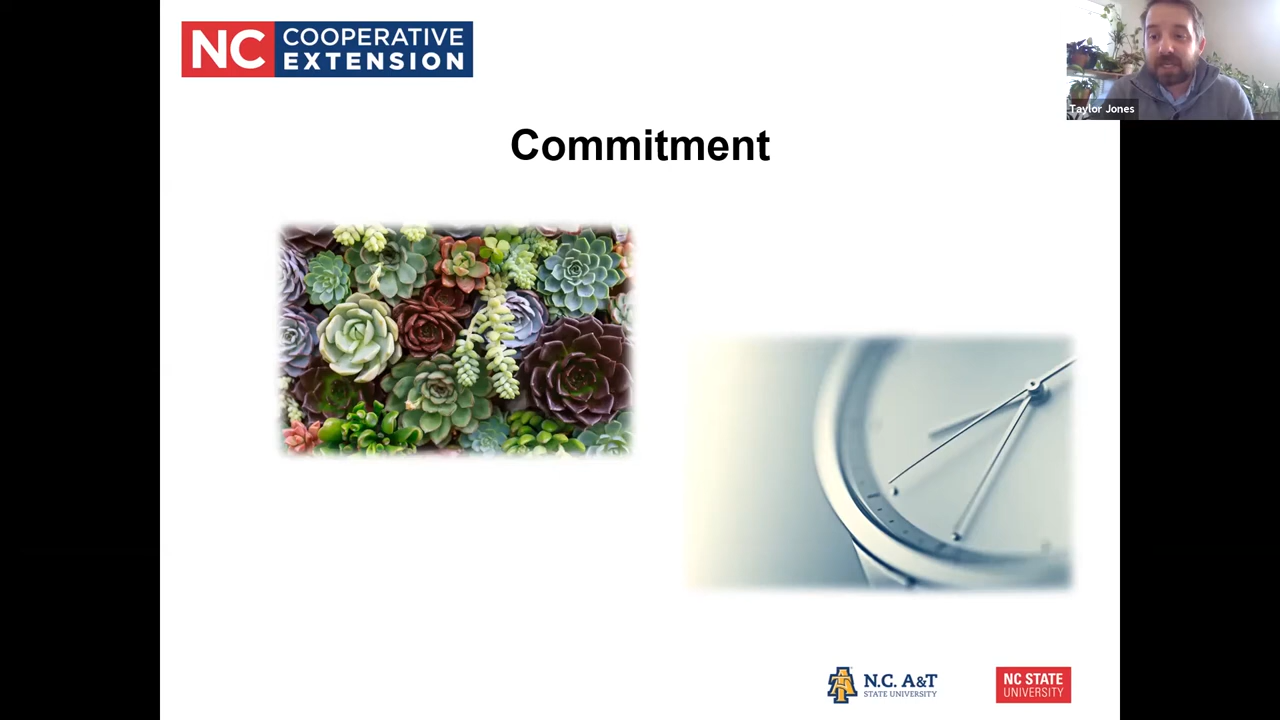 NC COOPERATIVE
EXTENSION
Taylor Jones
Commitment
N.C. A&T
STATE UNIVERSITY
NC STATE
UNIVERSITY